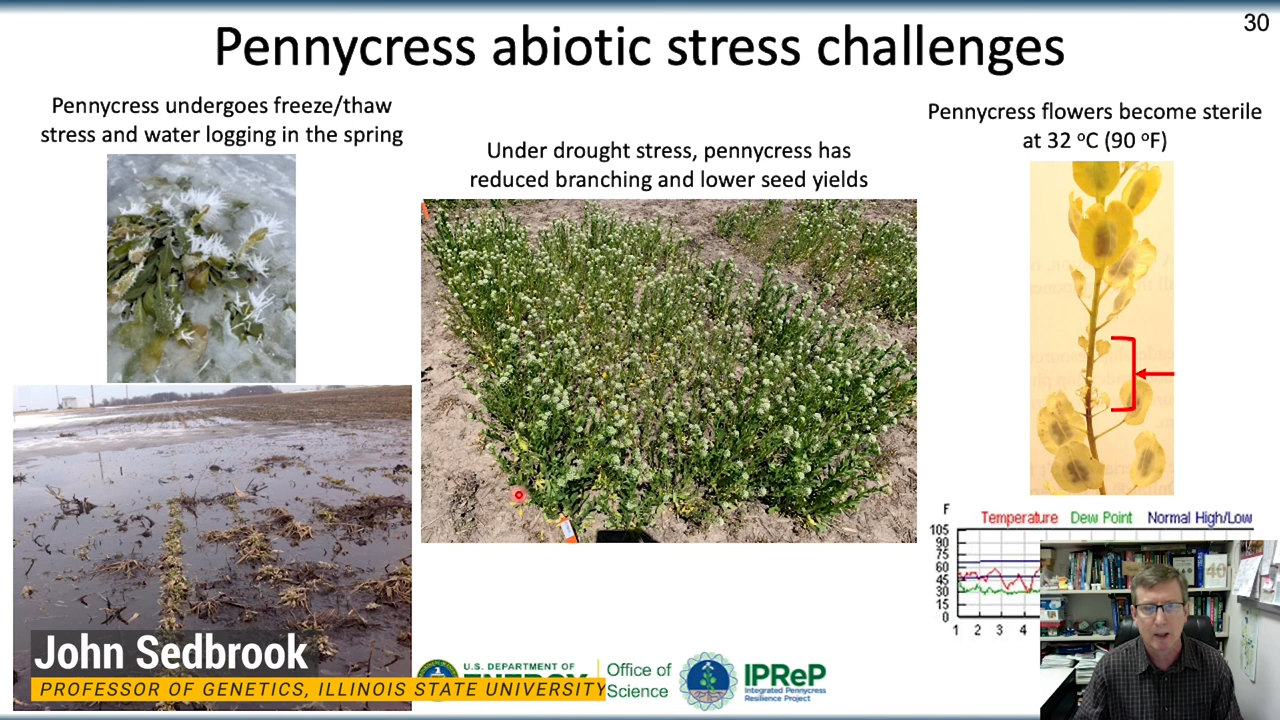 30
Pennycress abiotic stress challenges
Pennycress undergoes freeze/thaw
stress and water logging in the spring
Under drought stress, pennycress has
reduced branching and lower seed yields
Pennycress flowers become sterile
at 32 ºC (90 ºF)
F
Temperature Dew Point Normal High/Low
105
90
75
60
45
30
15
0
1 2 3 4
40
John Sedbrook
PROFESSOR OF GENETICS, ILLINOIS STATE UNIVERSITY
U.S. DEPARTMENT OF
ENERGY
Office of
Science
IPReP
Integrated Pennycress
Resilience Project